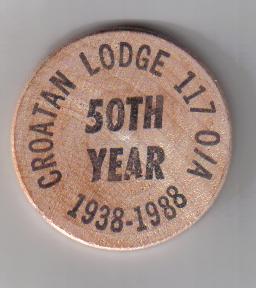 CROATAN LODGE 117 O/A
50TH
YEAR
1938-1988